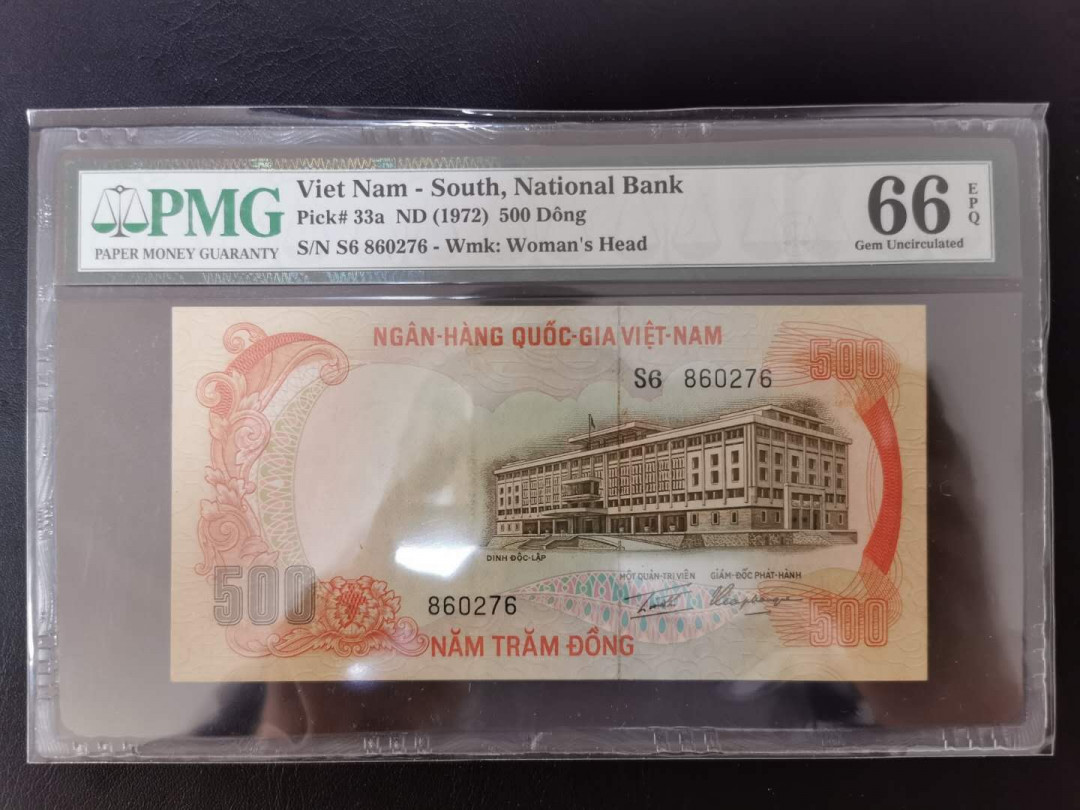 PMG
PAPER MONEY GUARANTY
Viet Nam - South, National Bank
Pick# 33a ND (1972) 500 Dông
S/N S6 860276 - Wmk: Woman's Head
66
EPQ
Gem Uncirculated
NGÂN-HÀNG QUỐC-GIA VIỆT-NAM
500
S6 860276
DINH ĐỘC-LẬP
MỘT QUẢN-TRỊ VIÊN GIÁM-ĐỐC PHÁT-HÀNH
500
860276
500
NĂM TRĂM ĐỒNG